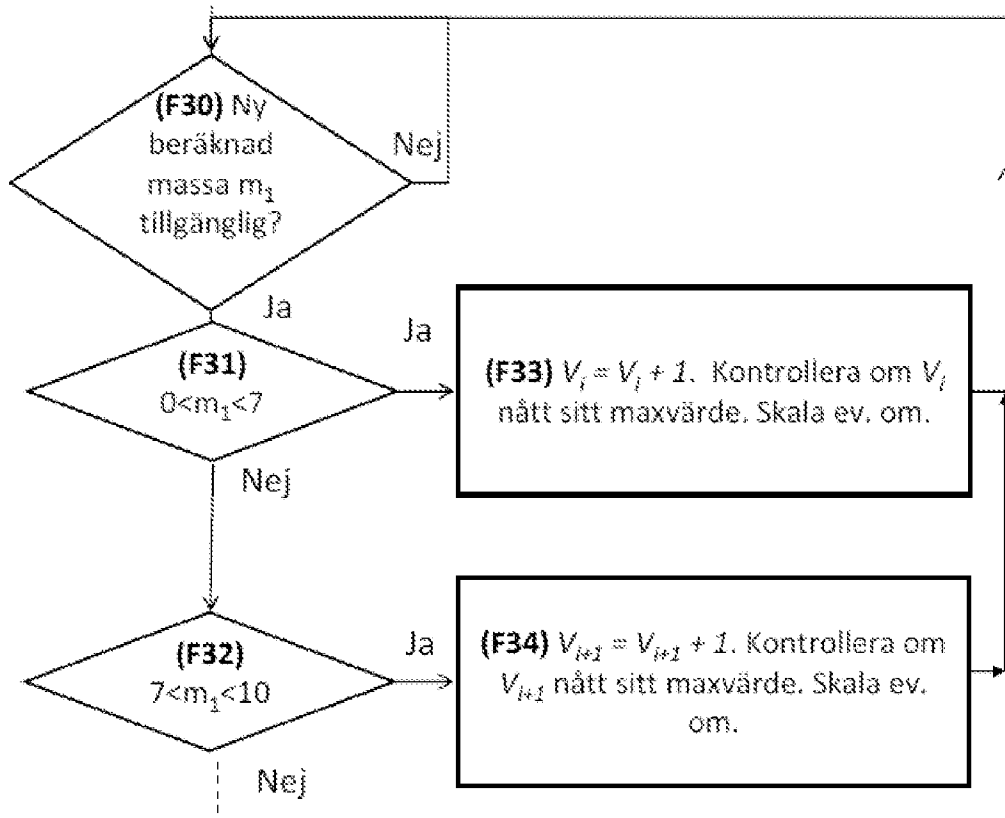 (F30) Ny
beräknad
massa m₁
tillgänglig?
Nej
Ja
(F31)
0<m₁<7
Ja
(F33) Vᵢ = Vᵢ + 1. Kontrollera om Vᵢ
nått sitt maxvärde. Skala ev. om.
Nej
(F32)
7<m₁<10
Ja
(F34) Vᵢ₊₁ = Vᵢ₊₁ + 1. Kontrollera om
Vᵢ₊₁ nått sitt maxvärde. Skala ev.
om.
Nej